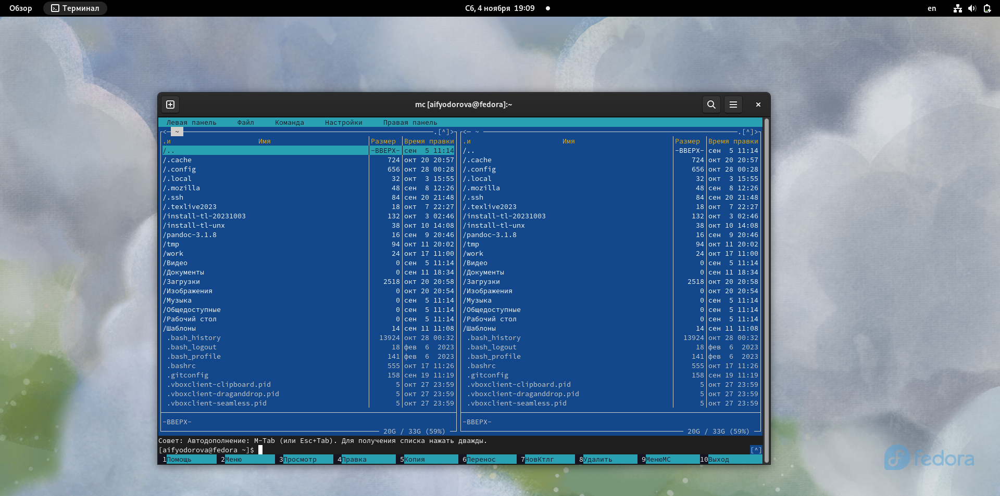 Обзор Терминал Сб, 4 ноября 19:09 en
mc [aifyodorova@fedora]:~
Левая панель Файл Команда Настройки Правая панель
<─ ~ .[^]> <─ ~ .[^]>
.и Имя Размер Время правки .и Имя Размер Время правки
/.. -ВВЕРХ- сен 5 11:14 /.. -ВВЕРХ- сен 5 11:14
/.cache 724 окт 20 20:57 /.cache 724 окт 20 20:57
/.config 656 окт 28 00:28 /.config 656 окт 28 00:28
/.local 32 окт 3 15:55 /.local 32 окт 3 15:55
/.mozilla 48 сен 8 12:26 /.mozilla 48 сен 8 12:26
/.ssh 84 сен 20 21:48 /.ssh 84 сен 20 21:48
/.texlive2023 18 окт 7 22:27 /.texlive2023 18 окт 7 22:27
/install-tl-20231003 132 окт 3 02:46 /install-tl-20231003 132 окт 3 02:46
/install-tl-unx 38 окт 10 14:08 /install-tl-unx 38 окт 10 14:08
/pandoc-3.1.8 16 сен 9 20:46 /pandoc-3.1.8 16 сен 9 20:46
/tmp 94 окт 11 20:02 /tmp 94 окт 11 20:02
/work 24 окт 17 11:00 /work 24 окт 17 11:00
/Видео 0 сен 5 11:14 /Видео 0 сен 5 11:14
/Документы 0 сен 11 18:34 /Документы 0 сен 11 18:34
/Загрузки 2518 окт 20 20:58 /Загрузки 2518 окт 20 20:58
/Изображения 0 окт 20 20:54 /Изображения 0 окт 20 20:54
/Музыка 0 сен 5 11:14 /Музыка 0 сен 5 11:14
/Общедоступные 0 сен 5 11:14 /Общедоступные 0 сен 5 11:14
/Рабочий стол 0 сен 5 11:14 /Рабочий стол 0 сен 5 11:14
/Шаблоны 14 сен 11 11:08 /Шаблоны 14 сен 11 11:08
.bash_history 13924 окт 28 00:32 .bash_history 13924 окт 28 00:32
.bash_logout 18 фев 6 2023 .bash_logout 18 фев 6 2023
.bash_profile 141 фев 6 2023 .bash_profile 141 фев 6 2023
.bashrc 555 окт 17 11:26 .bashrc 555 окт 17 11:26
.gitconfig 158 сен 19 11:19 .gitconfig 158 сен 19 11:19
.vboxclient-clipboard.pid 5 окт 27 23:59 .vboxclient-clipboard.pid 5 окт 27 23:59
.vboxclient-draganddrop.pid 5 окт 27 23:59 .vboxclient-draganddrop.pid 5 окт 27 23:59
.vboxclient-seamless.pid 5 окт 27 23:59 .vboxclient-seamless.pid 5 окт 27 23:59
-ВВЕРХ- -ВВЕРХ-
20G / 33G (59%) 20G / 33G (59%)
Совет: Автодополнение: M-Tab (или Esc+Tab). Для получения списка нажать дважды.
[aifyodorova@fedora ~]$ [^]
1Помощь 2Меню 3Просмотр 4Правка 5Копия 6Перенос 7НовКтлг 8Удалить 9МенюMC 10Выход
fedora